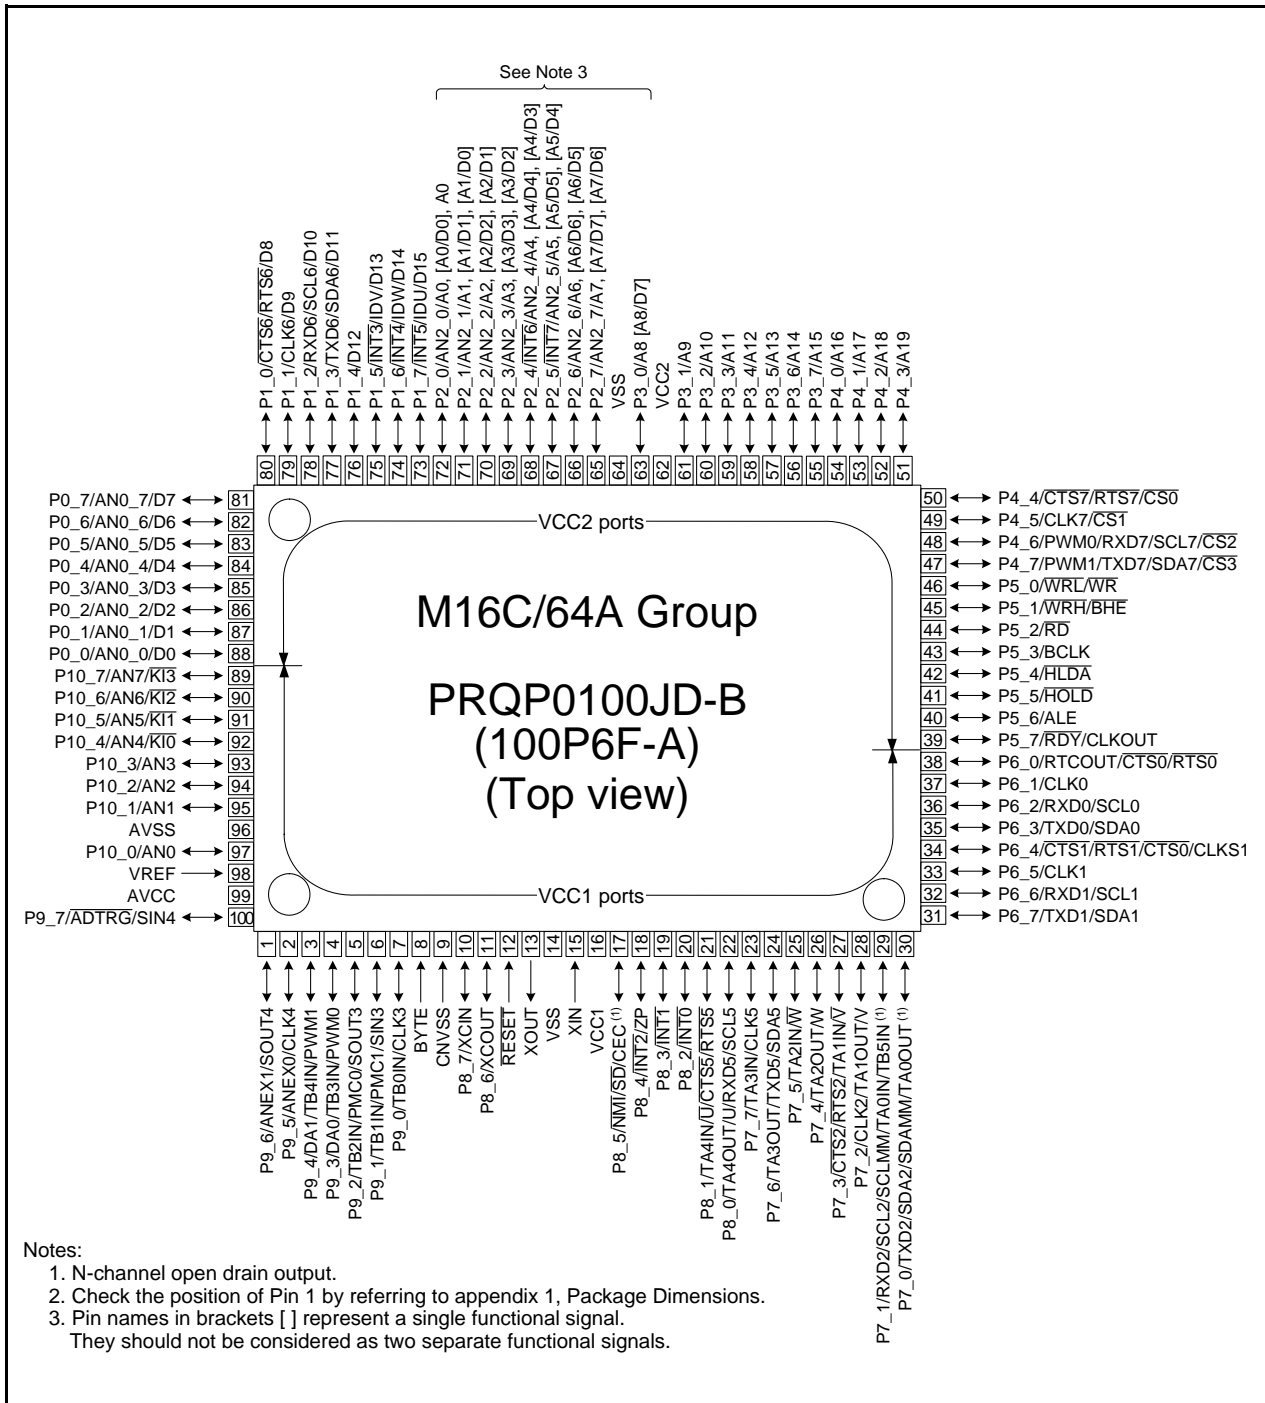 See Note 3
P1_0/CTS6/RTS6/D8
P1_1/CLK6/D9
P1_2/RXD6/SCL6/D10
P1_3/TXD6/SDA6/D11
P1_4/D12
P1_5/INT3/IDV/D13
P1_6/INT4/IDW/D14
P1_7/INT5/IDU/D15
P2_0/AN2_0/A0, [A0/D0], A0
P2_1/AN2_1/A1, [A1/D1], [A1/D0]
P2_2/AN2_2/A2, [A2/D2], [A2/D1]
P2_3/AN2_3/A3, [A3/D3], [A3/D2]
P2_4/INT6/AN2_4/A4, [A4/D4], [A4/D3]
P2_5/INT7/AN2_5/A5, [A5/D5], [A5/D4]
P2_6/AN2_6/A6, [A6/D6], [A6/D5]
P2_7/AN2_7/A7, [A7/D7], [A7/D6]
VSS
P3_0/A8 [A8/D7]
VCC2
P3_1/A9
P3_2/A10
P3_3/A11
P3_4/A12
P3_5/A13
P3_6/A14
P3_7/A15
P4_0/A16
P4_1/A17
P4_2/A18
P4_3/A19
80 79 78 77 76 75 74 73 72 71 70 69 68 67 66 65 64 63 62 61 60 59 58 57 56 55 54 53 52 51
P0_7/AN0_7/D7 81
P0_6/AN0_6/D6 82
P0_5/AN0_5/D5 83
P0_4/AN0_4/D4 84
P0_3/AN0_3/D3 85
P0_2/AN0_2/D2 86
P0_1/AN0_1/D1 87
P0_0/AN0_0/D0 88
P10_7/AN7/KI3 89
P10_6/AN6/KI2 90
P10_5/AN5/KI1 91
P10_4/AN4/KI0 92
P10_3/AN3 93
P10_2/AN2 94
P10_1/AN1 95
AVSS 96
P10_0/AN0 97
VREF 98
AVCC 99
P9_7/ADTRG/SIN4 100
VCC2 ports
M16C/64A Group
PRQP0100JD-B
(100P6F-A)
(Top view)
VCC1 ports
50 P4_4/CTS7/RTS7/CS0
49 P4_5/CLK7/CS1
48 P4_6/PWM0/RXD7/SCL7/CS2
47 P4_7/PWM1/TXD7/SDA7/CS3
46 P5_0/WRL/WR
45 P5_1/WRH/BHE
44 P5_2/RD
43 P5_3/BCLK
42 P5_4/HLDA
41 P5_5/HOLD
40 P5_6/ALE
39 P5_7/RDY/CLKOUT
38 P6_0/RTCOUT/CTS0/RTS0
37 P6_1/CLK0
36 P6_2/RXD0/SCL0
35 P6_3/TXD0/SDA0
34 P6_4/CTS1/RTS1/CTS0/CLKS1
33 P6_5/CLK1
32 P6_6/RXD1/SCL1
31 P6_7/TXD1/SDA1
1 2 3 4 5 6 7 8 9 10 11 12 13 14 15 16 17 18 19 20 21 22 23 24 25 26 27 28 29 30
P9_6/ANEX1/SOUT4
P9_5/ANEX0/CLK4
P9_4/DA1/TB4IN/PWM1
P9_3/DA0/TB3IN/PWM0
P9_2/TB2IN/PMC0/SOUT3
P9_1/TB1IN/PMC1/SIN3
P9_0/TB0IN/CLK3
BYTE
CNVSS
P8_7/XCIN
P8_6/XCOUT
RESET
XOUT
VSS
XIN
VCC1
P8_5/NMI/SD/CEC (1)
P8_4/INT2/ZP
P8_3/INT1
P8_2/INT0
P8_1/TA4IN/U/CTS5/RTS5
P8_0/TA4OUT/U/RXD5/SCL5
P7_7/TA3IN/CLK5
P7_6/TA3OUT/TXD5/SDA5
P7_5/TA2IN/W
P7_4/TA2OUT/W
P7_3/CTS2/RTS2/TA1IN/V
P7_2/CLK2/TA1OUT/V
P7_1/RXD2/SCL2/SCLMM/TA0IN/TB5IN (1)
P7_0/TXD2/SDA2/SDAMM/TA0OUT (1)
Notes:
1. N-channel open drain output.
2. Check the position of Pin 1 by referring to appendix 1, Package Dimensions.
3. Pin names in brackets [ ] represent a single functional signal.
They should not be considered as two separate functional signals.